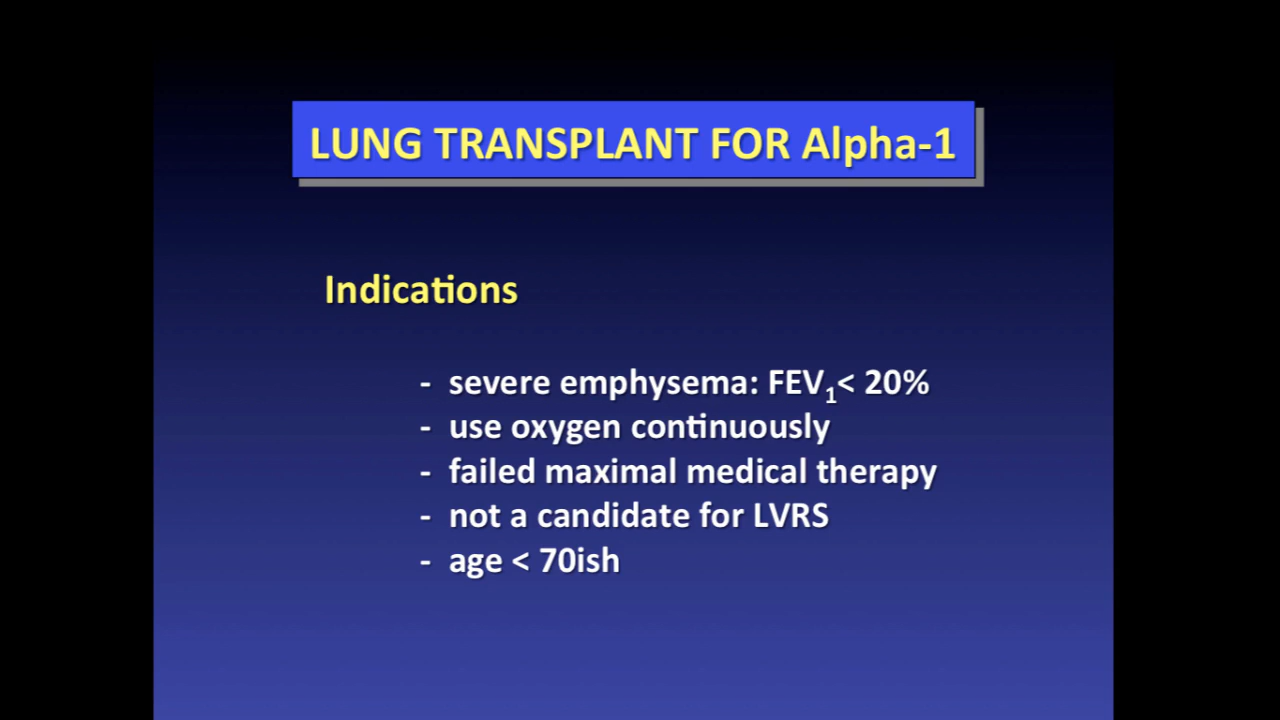 LUNG TRANSPLANT FOR Alpha-1
Indications
- severe emphysema: FEV₁< 20%
- use oxygen continuously
- failed maximal medical therapy
- not a candidate for LVRS
- age < 70ish